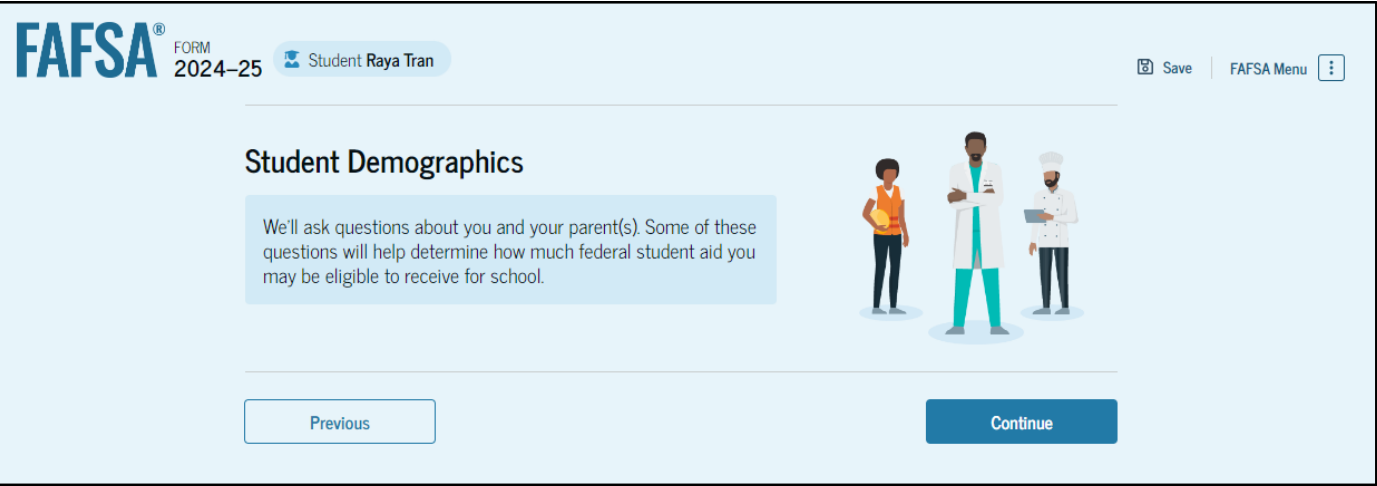 FAFSA®
FORM
2024–25
Student Raya Tran
Save
FAFSA Menu
Student Demographics
We'll ask questions about you and your parent(s). Some of these
questions will help determine how much federal student aid you
may be eligible to receive for school.
Previous
Continue